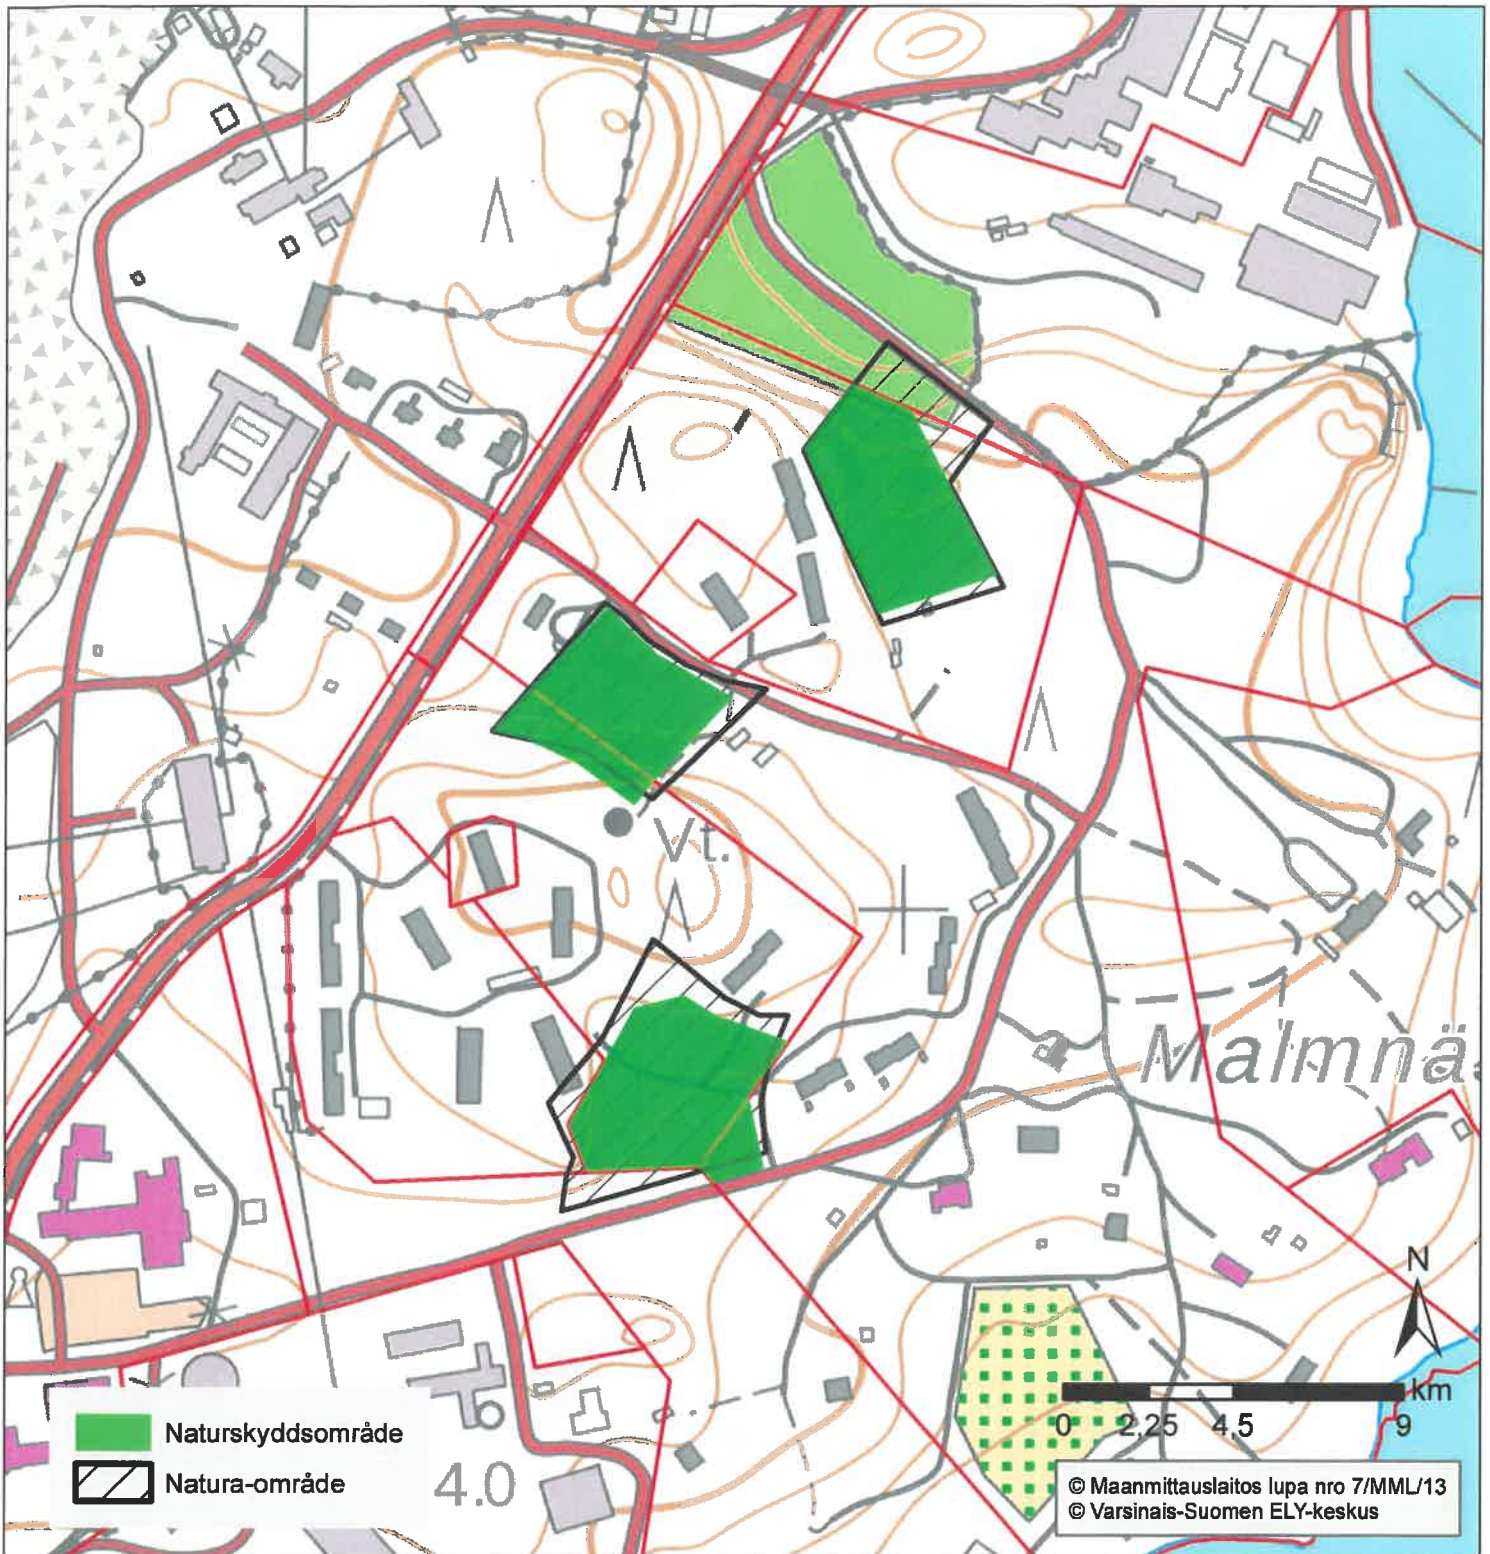 Vt.
Malmnäs
N
km
0 2,25 4,5 9
Naturskyddsområde
Natura-område
4.0
© Maanmittauslaitos lupa nro 7/MML/13
© Varsinais-Suomen ELY-keskus